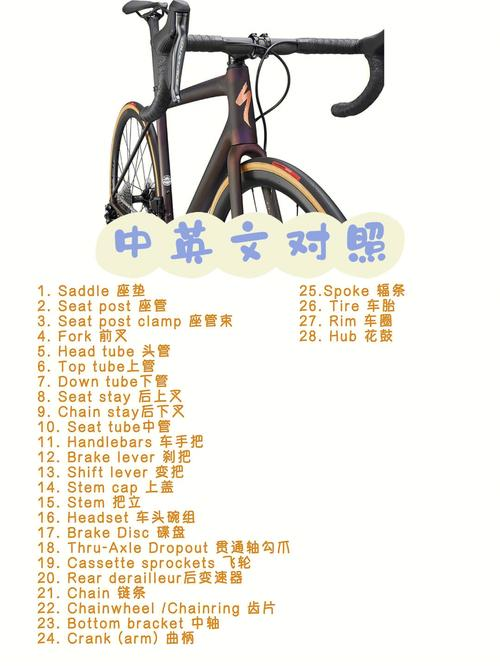 中英文对照
1. Saddle 座垫
2. Seat post 座管
3. Seat post clamp 座管束
4. Fork 前叉
5. Head tube 头管
6. Top tube上管
7. Down tube下管
8. Seat stay 后上叉
9. Chain stay后下叉
10. Seat tube中管
11. Handlebars 车手把
12. Brake lever 刹把
13. Shift lever 变把
14. Stem cap 上盖
15. Stem 把立
16. Headset 车头碗组
17. Brake Disc 碟盘
18. Thru-Axle Dropout 贯通轴勾爪
19. Cassette sprockets 飞轮
20. Rear derailleur后变速器
21. Chain 链条
22. Chainwheel /Chainring 齿片
23. Bottom bracket 中轴
24. Crank (arm) 曲柄
25.Spoke 辐条
26. Tire 车胎
27. Rim 车圈
28. Hub 花鼓